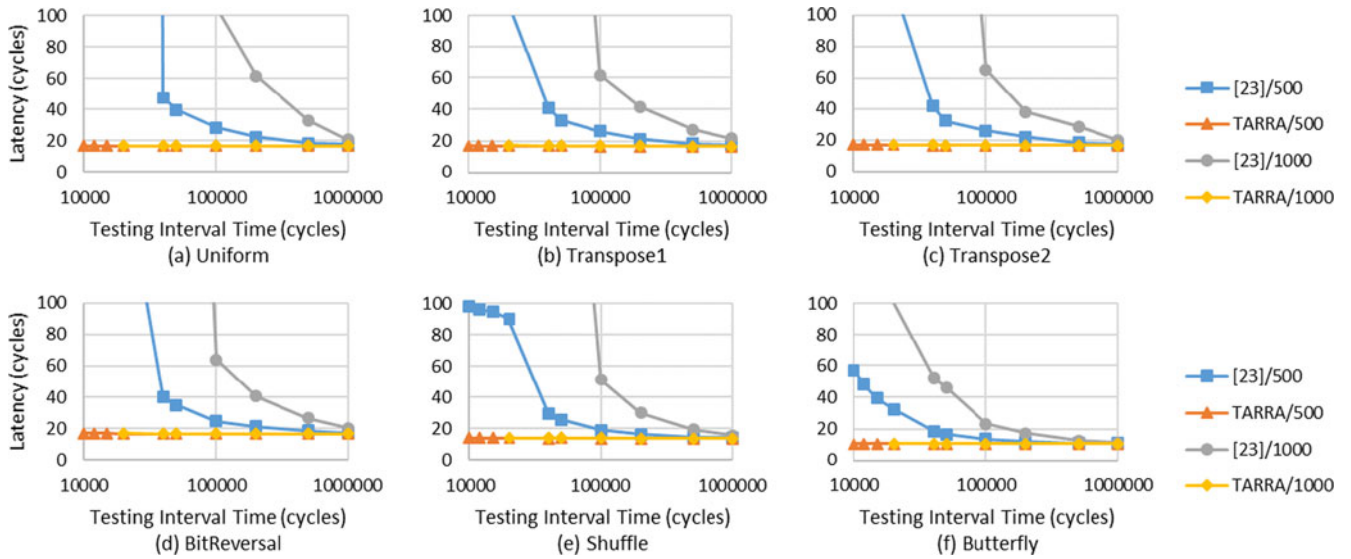 Latency (cycles)
100
80
60
40
20
0
10000 100000 1000000
Testing Interval Time (cycles)
(a) Uniform
100
80
60
40
20
0
10000 100000 1000000
Testing Interval Time (cycles)
(b) Transpose1
100
80
60
40
20
0
10000 100000 1000000
Testing Interval Time (cycles)
(c) Transpose2
[23]/500
TARRA/500
[23]/1000
TARRA/1000
Latency (cycles)
100
80
60
40
20
0
10000 100000 1000000
Testing Interval Time (cycles)
(d) BitReversal
100
80
60
40
20
0
10000 100000 1000000
Testing Interval Time (cycles)
(e) Shuffle
100
80
60
40
20
0
10000 100000 1000000
Testing Interval Time (cycles)
(f) Butterfly
[23]/500
TARRA/500
[23]/1000
TARRA/1000